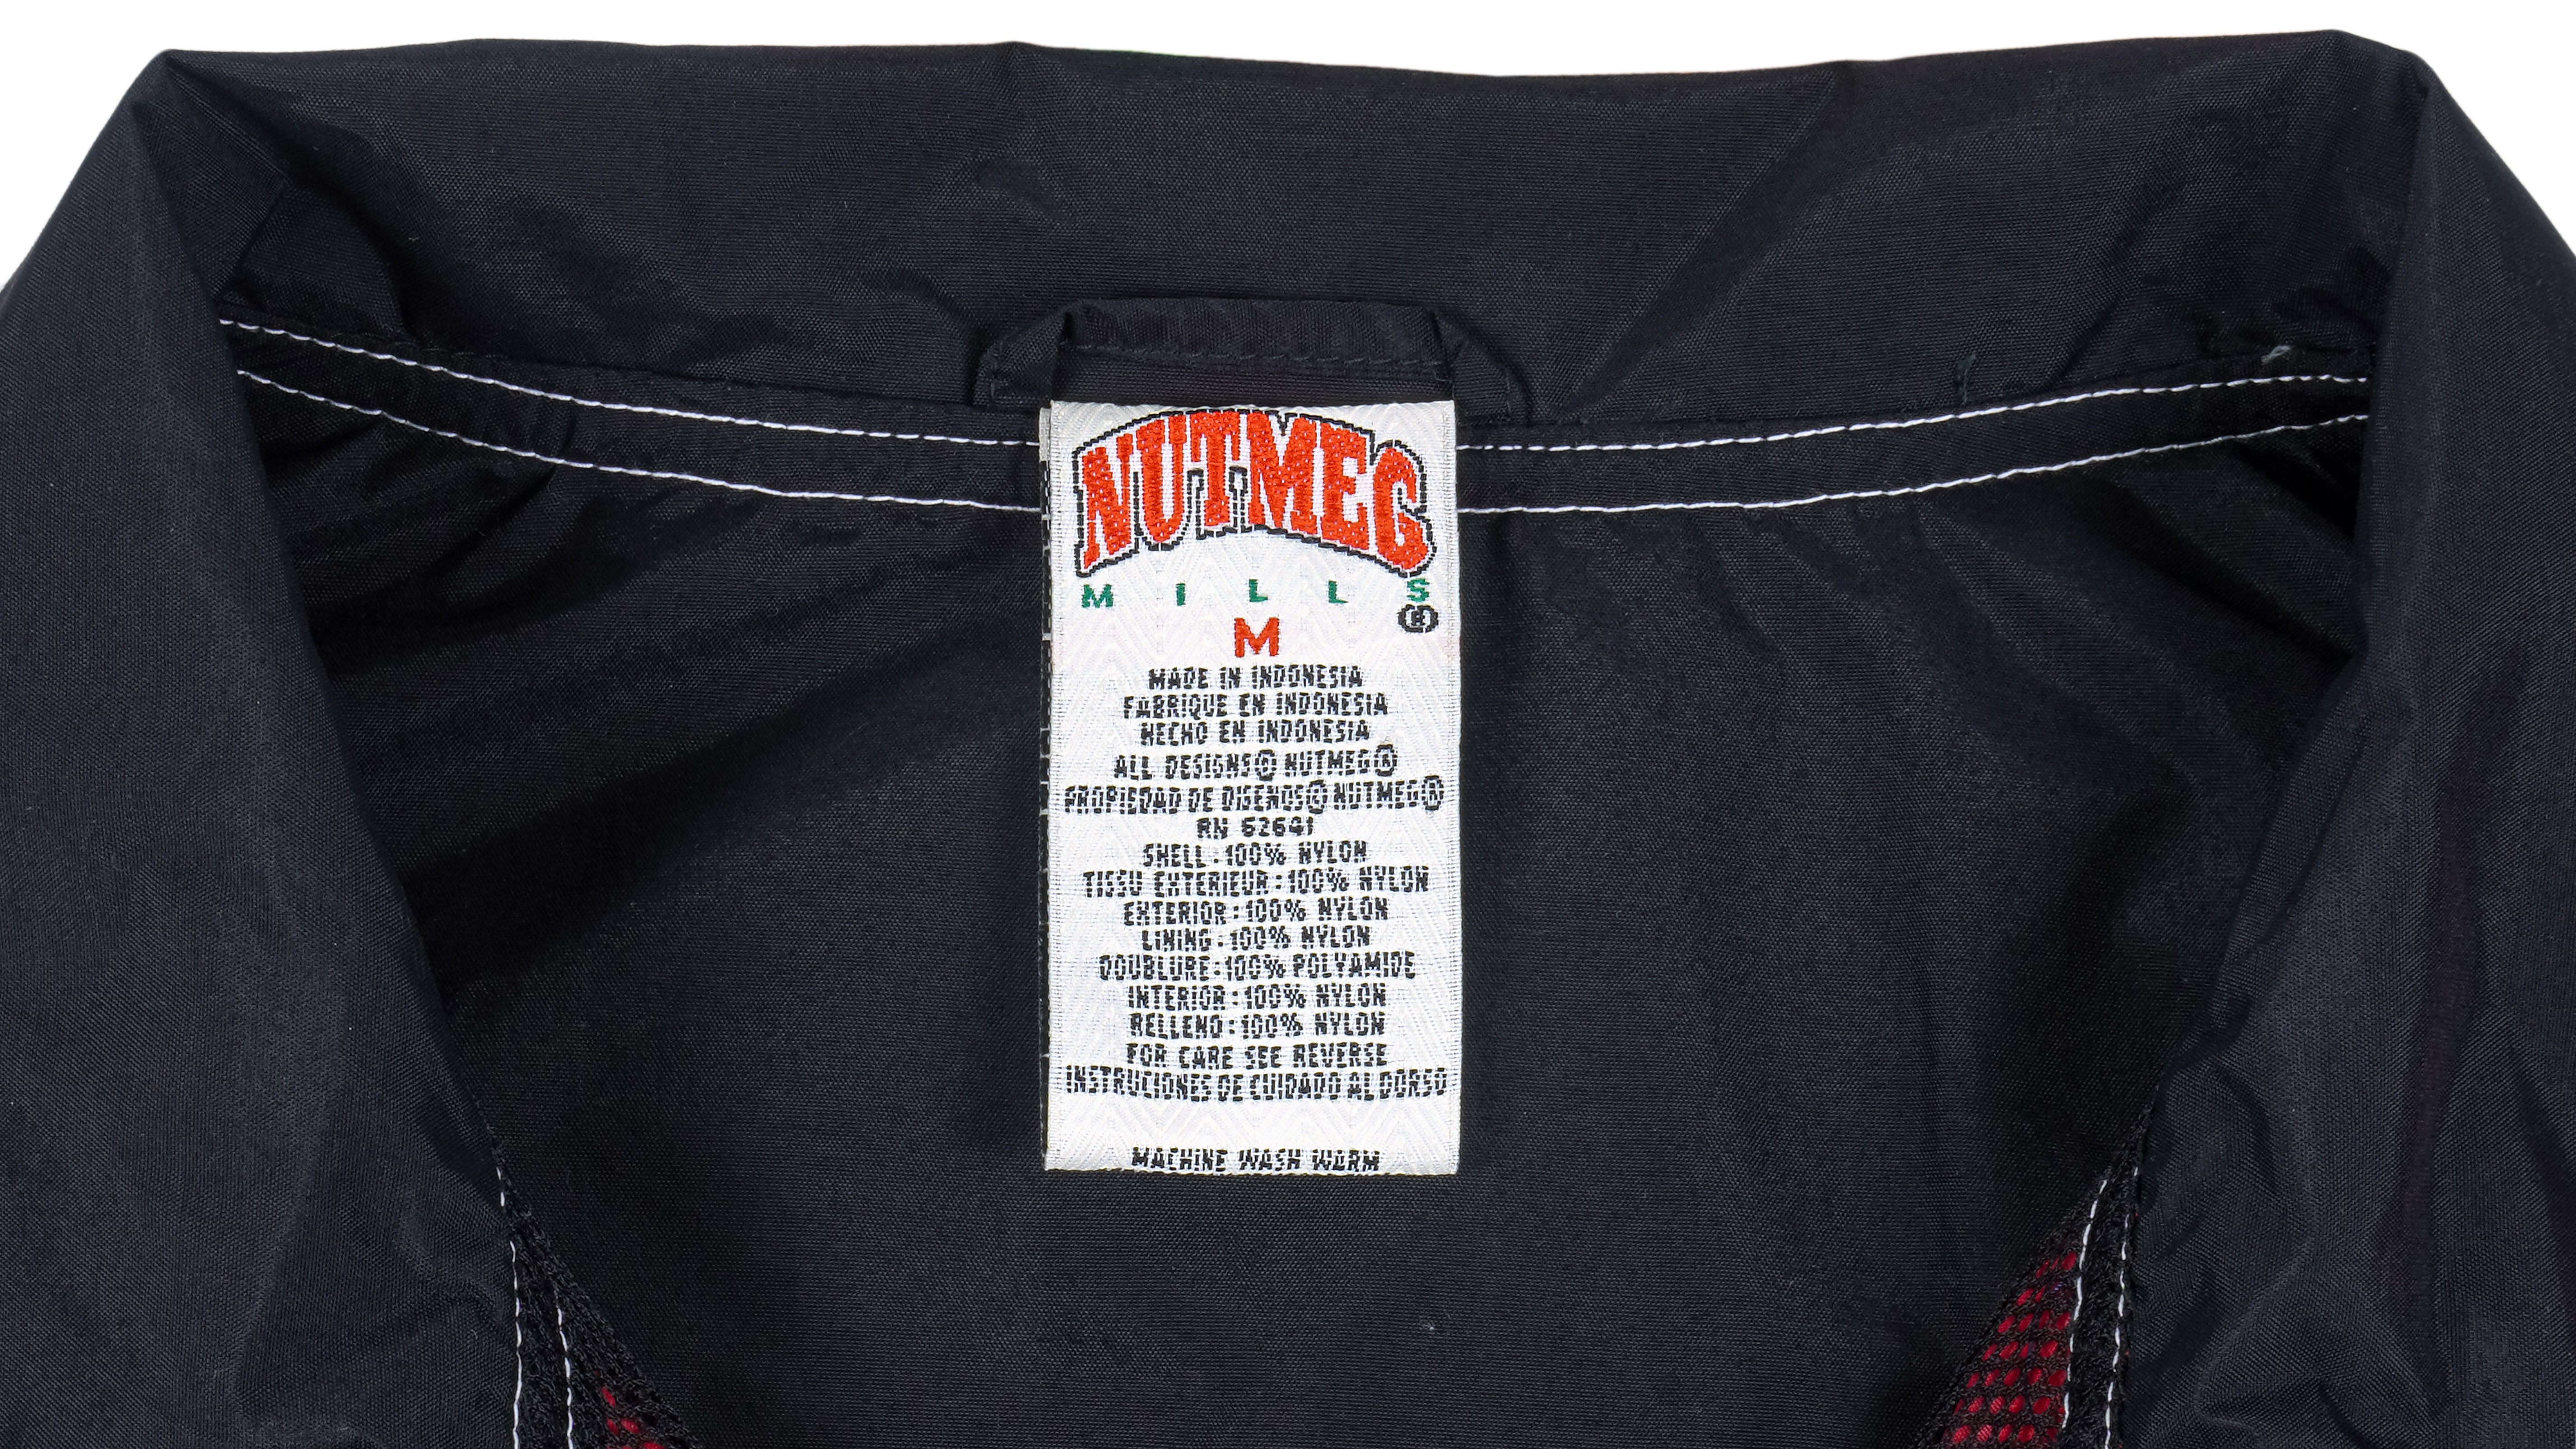 NUTMEG
MILLS
®
M
MADE IN INDONESIA
FABRIQUE EN INDONESIA
HECHO EN INDONESIA
ALL DESIGNS© NUTMEG®
PROPIEDAD DE DISENOS© NUTMEG®
RN 62641
SHELL:100% NYLON
TISSU EXTERIEUR:100% NYLON
EXTERIOR:100% NYLON
LINING:100% NYLON
DOUBLURE:100% POLYAMIDE
INTERIOR:100% NYLON
RELLENO:100% NYLON
FOR CARE SEE REVERSE
INSTRUCIONES DE CUIDADO AL DORSO
MACHINE WASH WARM